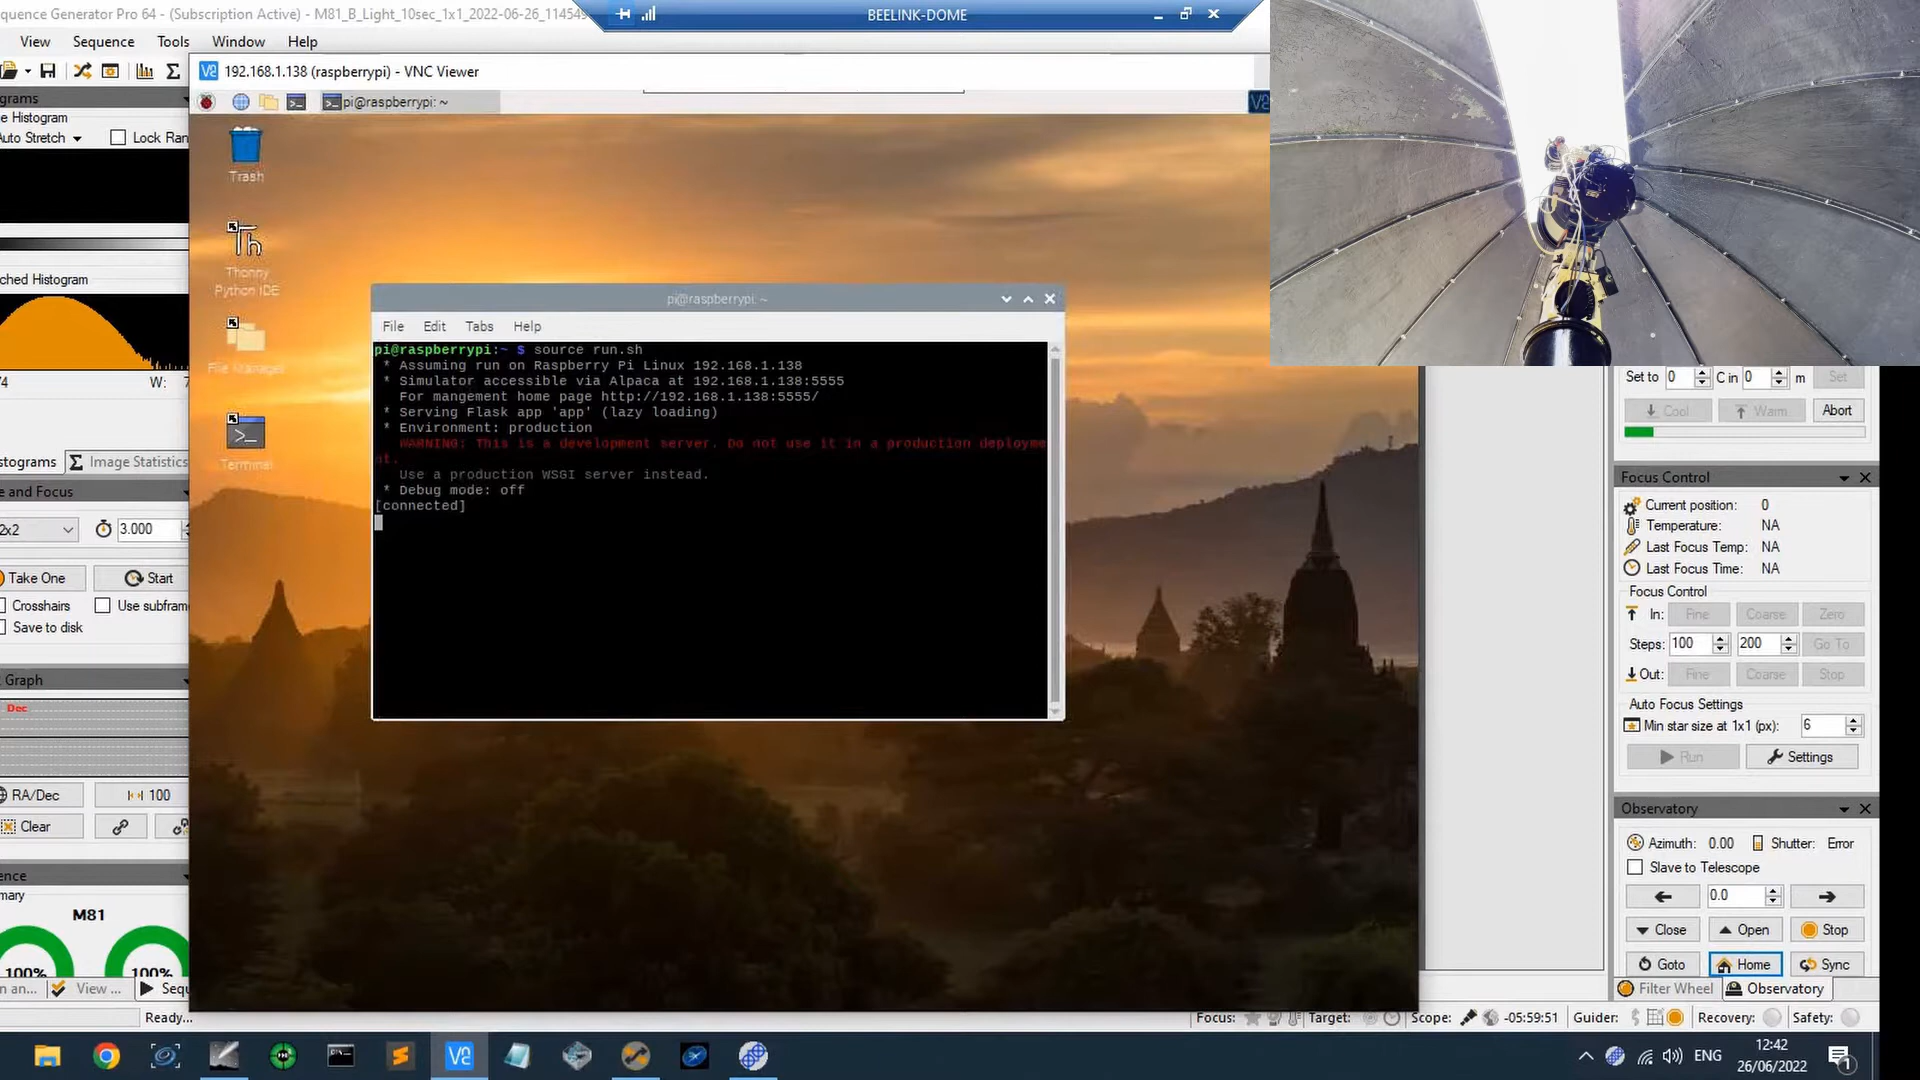 quence Generator Pro 64 - (Subscription Active) - M81_B_Light_10sec_1x1_2022-06-26_114549
BEELINK-DOME
View Sequence Tools Window Help
192.168.1.138 (raspberrypi) - VNC Viewer
pi@raspberrypi: ~
grams
e Histogram
Auto Stretch
Lock Ran
ched Histogram
74 W: 7
stograms
Image Statistics
e and Focus
2x2
3.000
Take One
Start
Crosshairs
Use subframe
Save to disk
Graph
Dec
RA/Dec
100
Clear
ence
mary
M81
100%
100%
n an...
View ...
Sequ
Ready...
Trash
Thonny
Python IDE
File Manager
Terminal
pi@raspberrypi: ~
File Edit Tabs Help
pi@raspberrypi:~ $ source run.sh
* Assuming run on Raspberry Pi Linux 192.168.1.138
* Simulator accessible via Alpaca at 192.168.1.138:5555
For mangement home page http://192.168.1.138:5555/
* Serving Flask app 'app' (lazy loading)
* Environment: production
WARNING: This is a development server. Do not use it in a production deployme
nt.
Use a production WSGI server instead.
* Debug mode: off
[connected]
Set to 0 C in 0 m Set
Cool Warm Abort
Focus Control
Current position: 0
Temperature: NA
Last Focus Temp: NA
Last Focus Time: NA
Focus Control
In: Fine Coarse Zero
Steps: 100 200 Go To
Out: Fine Coarse Stop
Auto Focus Settings
Min star size at 1x1 (px): 6
Run Settings
Observatory
Azimuth: 0.00 Shutter: Error
Slave to Telescope
0.0
Close Open Stop
Goto Home Sync
Filter Wheel Observatory
Focus: Target: Scope: -05:59:51 Guider: Recovery: Safety:
ENG
12:42
26/06/2022
1